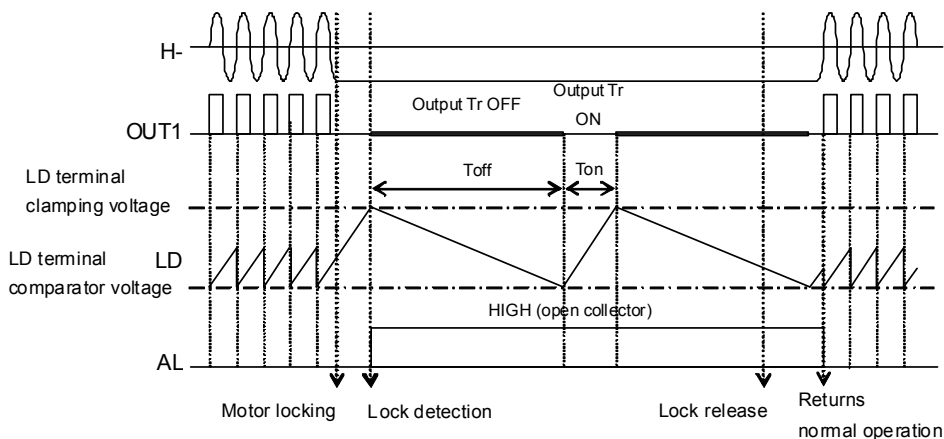 H-
Output Tr OFF
Output Tr
ON
OUT1
Toff
Ton
LD terminal
clamping voltage
LD
LD terminal
comparator voltage
HIGH (open collector)
AL
Motor locking
Lock detection
Lock release
Returns
normal operation